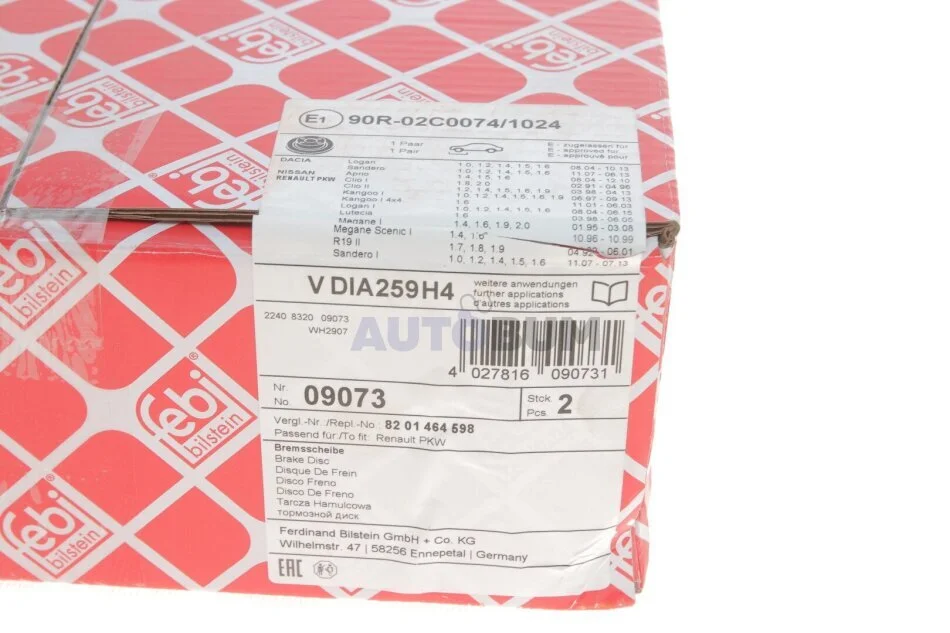 febi
bilstein
E1 90R-02C0074/1024
1 Paar
1 Pair
E - zugelassen für
E - approved for
E - approuvé pour
DACIA Logan 1.0, 1.2, 1.4, 1.5, 1.6 08.04 - 10.13
Sandero 1.0, 1.2, 1.4, 1.5, 1.6 11.07 - 06.13
NISSAN Aprio 1.4, 1.5, 1.6 08.04 - 12.10
RENAULT PKW Clio I 1.8, 2.0 02.91 - 04.96
Clio II 1.2, 1.4, 1.5, 1.6, 1.9 03.98 - 04.13
Kangoo I 1.0, 1.2, 1.4, 1.5, 1.6, 1.9 06.97 - 09.13
Kangoo I 4x4 1.6 11.01 - 06.03
Logan I 1.0, 1.2, 1.4, 1.5, 1.6 08.04 - 06.15
Lutecia 1.6 03.98 - 06.05
Megane I 1.4, 1.6, 1.9, 2.0 01.95 - 03.08
Megane Scenic I 1.4, 1.6 10.96 - 10.99
R19 II 1.7, 1.8, 1.9 04.92 - 06.01
Sandero I 1.0, 1.2, 1.4, 1.5, 1.6 11.07 - 07.13
V DIA259H4
weitere anwendungen
further applications
d'autres applications
2240 8320 09073
WH2907
AUTOBUM
4 027816 090731
Nr.
No. 09073
Stck.
Pcs. 2
Vergl.-Nr. /Repl.-No : 82 01 464 598
Passend für /To fit: Renault PKW
Bremsscheibe
Brake Disc
Disque De Frein
Disco Freno
Disco De Freno
Tarcza Hamulcowa
тормозной диск
Ferdinand Bilstein GmbH + Co. KG
Wilhelmstr. 47 | 58256 Ennepetal | Germany
EAC